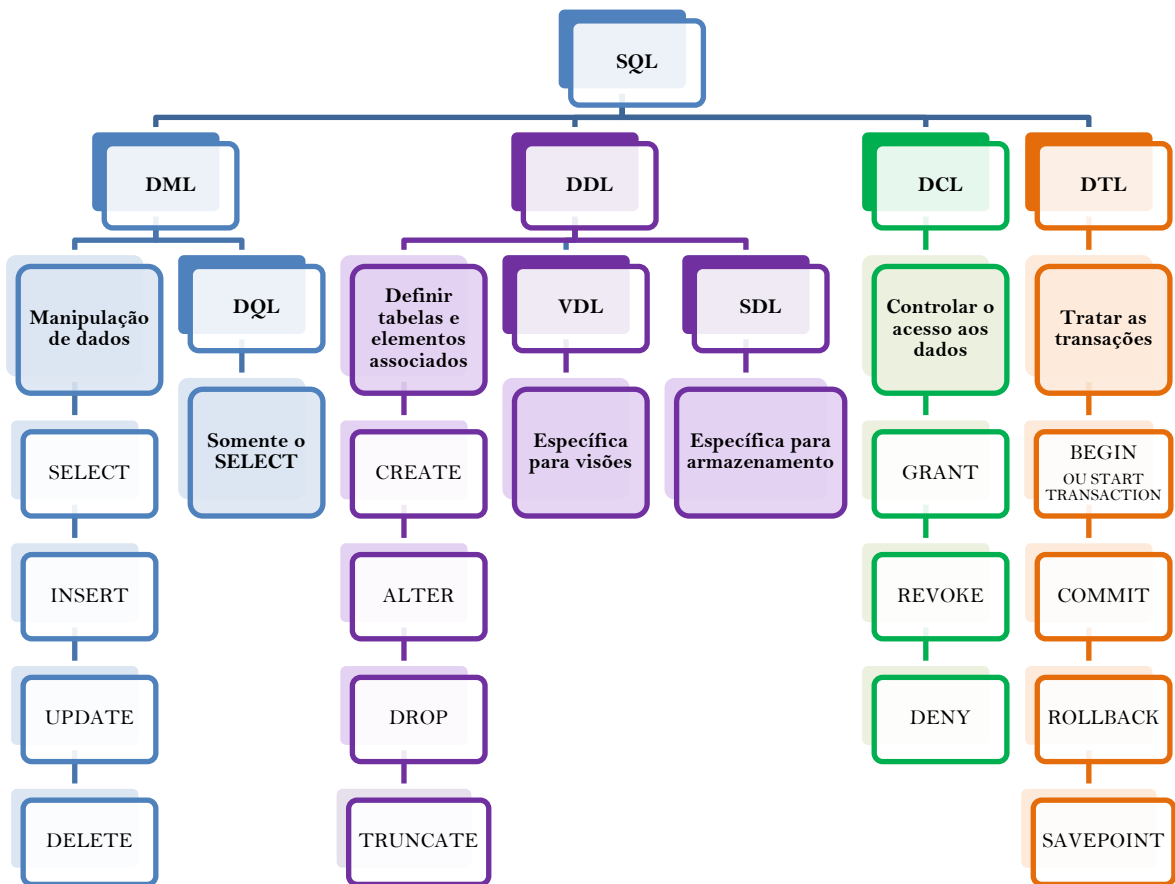 SQL
DML
DDL
DCL
DTL
Manipulação
de dados
DQL
Definir
tabelas e
elementos
associados
VDL
SDL
Controlar o
acesso aos
dados
Tratar as
transações
SELECT
Somente o
SELECT
CREATE
Específica
para visões
Específica para
armazenamento
GRANT
BEGIN
OU START
TRANSACTION
INSERT
ALTER
REVOKE
COMMIT
UPDATE
DROP
DENY
ROLLBACK
DELETE
TRUNCATE
SAVEPOINT